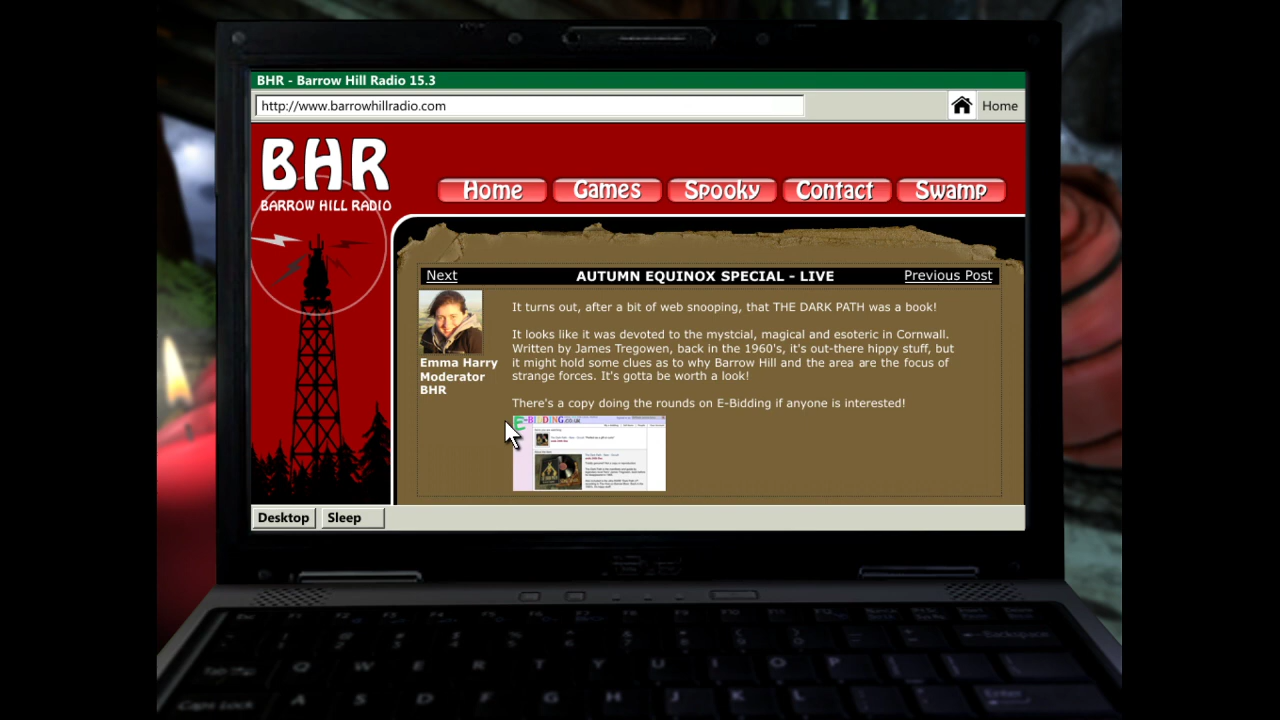 BHR - Barrow Hill Radio 15.3
http://www.barrowhillradio.com
Home
BHR
BARROW HILL RADIO
Home Games Spooky Contact Swamp
Next AUTUMN EQUINOX SPECIAL - LIVE Previous Post
It turns out, after a bit of web snooping, that THE DARK PATH was a book!
It looks like it was devoted to the mystcial, magical and esoteric in Cornwall.
Written by James Tregowen, back in the 1960's, it's out-there hippy stuff, but
it might hold some clues as to why Barrow Hill and the area are the focus of
strange forces. It's gotta be worth a look!
There's a copy doing the rounds on E-Bidding if anyone is interested!
Emma Harry
Moderator
BHR
E-BIDDING.co.uk
Desktop Sleep
Backspace
Q W E R T Y U I O P
Caps Lock A S D F G H J K L Enter